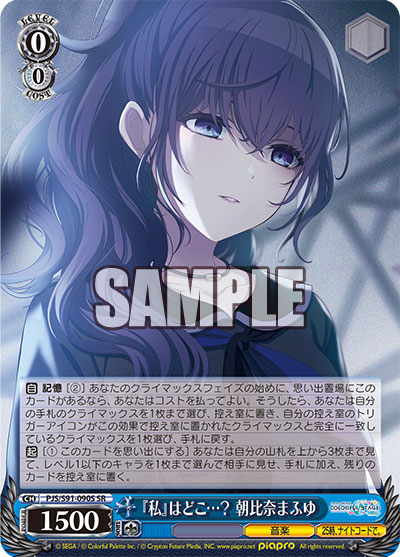 LEVEL
0
0
COST
SAMPLE
自 記憶 [②] あなたのクライマックスフェイズの始めに、思い出置場にこの
カードがあるなら、あなたはコストを払ってよい。そうしたら、あなたは自分
の手札のクライマックスを1枚まで選び、控え室に置き、自分の控え室のトリ
ガーアイコンがこの効果で控え室に置かれたクライマックスと完全に一致し
ているクライマックスを1枚選び、手札に戻す。
起 [① このカードを思い出にする] あなたは自分の山札を上から3枚まで見
て、レベル1以下のキャラを1枚まで選んで相手に見せ、手札に加え、残りの
カードを控え室に置く。
CH PJS/S91-090S SR
『私』はどこ…? 朝比奈まふゆ
POWER 1500
音楽
25時、ナイトコードで。
© SEGA / © Colorful Palette Inc. / © Crypton Future Media, INC. www.piapro.net piapro All rights reserved.